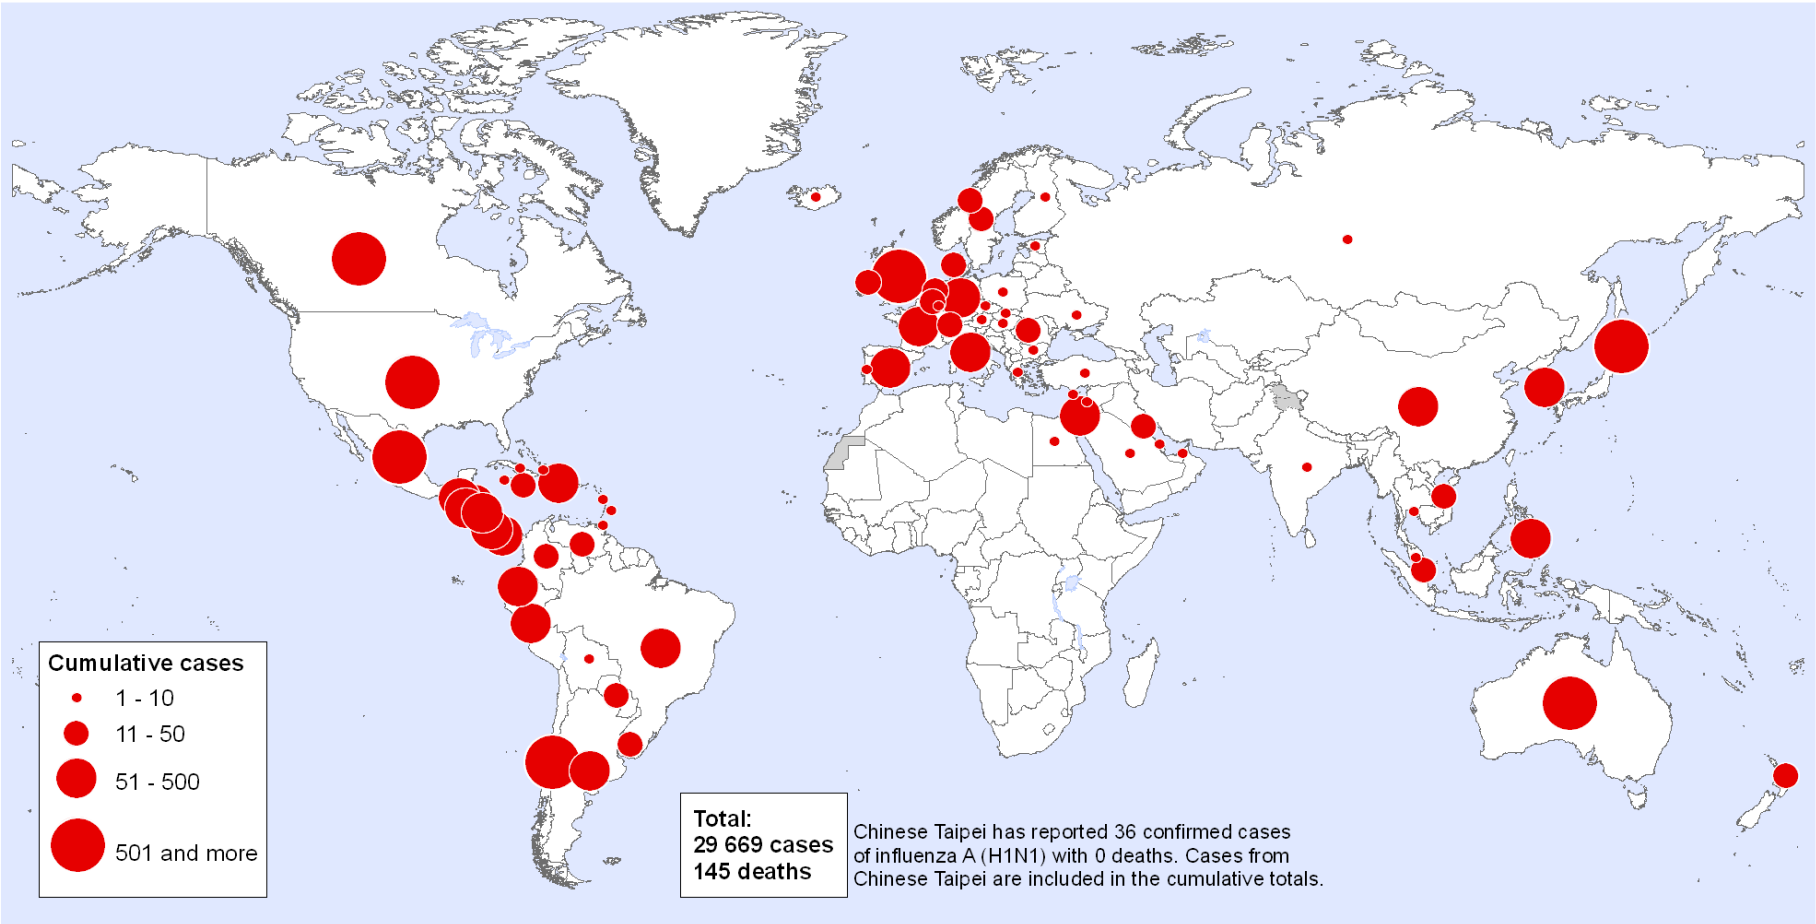 Cumulative cases
1 - 10
11 - 50
51 - 500
501 and more
Total:
29 669 cases
145 deaths
Chinese Taipei has reported 36 confirmed cases
of influenza A (H1N1) with 0 deaths. Cases from
Chinese Taipei are included in the cumulative totals.